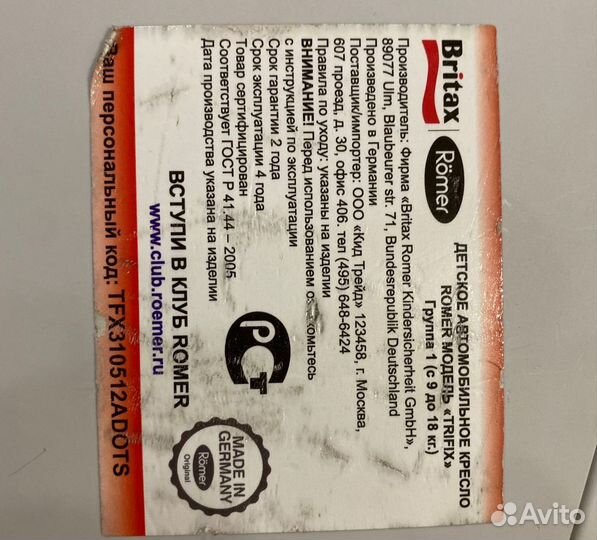 Britax
Römer
ДЕТСКОЕ АВТОМОБИЛЬНОЕ КРЕСЛО
ROMER МОДЕЛЬ «TRIFIX»
Группа 1 (с 9 до 18 кг.)
Производитель: Фирма «Britax Romer Kindersicherheit GmbH»,
89077 Ulm, Blaubeurer str. 71, Bundesrepublik Deutschland
Произведено в Германии
Поставщик/импортер: ООО «Кид Трейд» 123458, г. Москва,
607 проезд, д. 30, офис 406. тел (495) 648-6424
Правила по уходу: указаны на изделии
ВНИМАНИЕ! Перед использованием
с инструкцией по эксплуатации
Срок гарантии 2 года
Срок эксплуатации 4 года
Товар сертифицирован
Соответствует ГОСТ Р 41.44 – 2005
Дата производства указана на изделии
РСТ
MADE IN
GERMANY
Römer
Original
ВСТУПИ В КЛУБ ROMER
www.club.roemer.ru
Ваш персональный код: TFX310512ADOTS
Avito